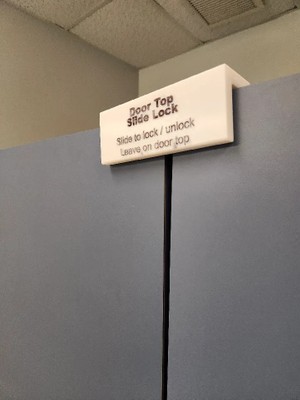 Door Top
Slide Lock
Slide to lock / unlock
Leave on door top